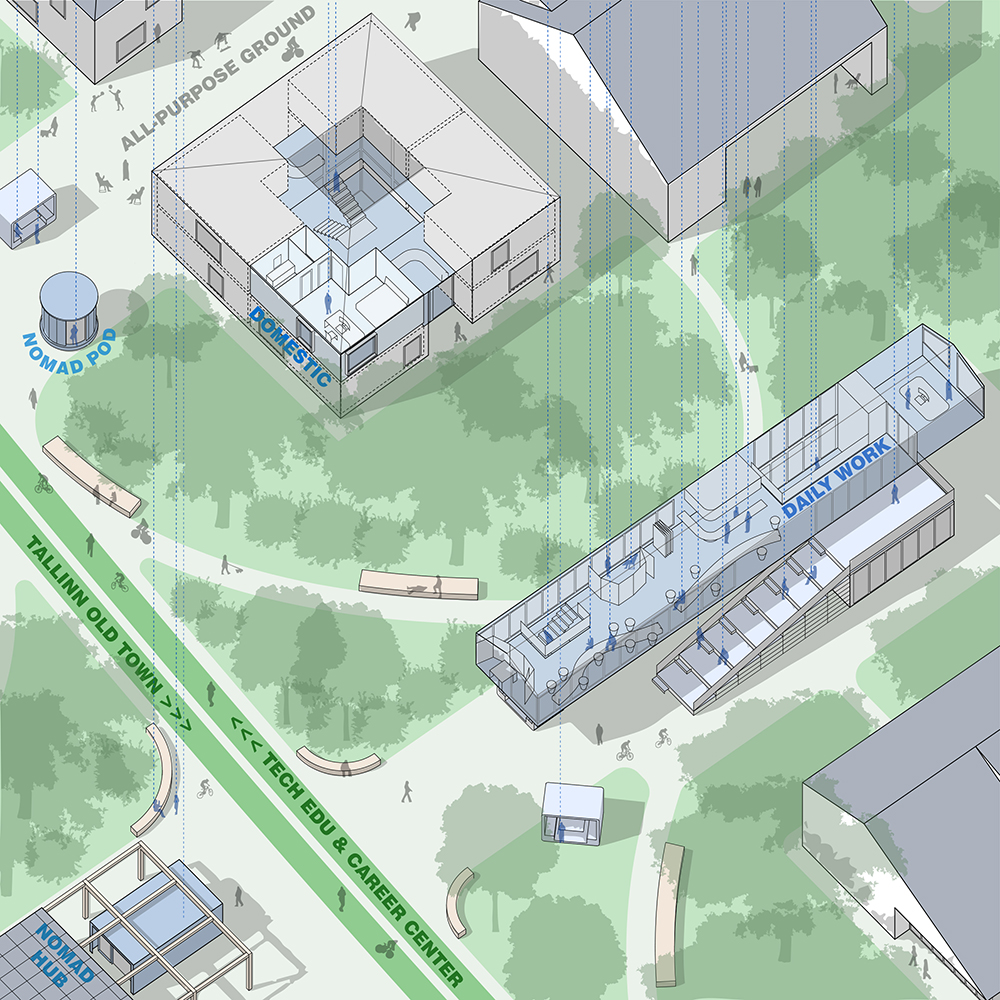 ALL-PURPOSE GROUND
NOMAD POD
DOMESTIC
DAILY WORK
TALLINN OLD TOWN >>>
<<< TECH EDU & CAREER CENTER
NOMAD
HUB